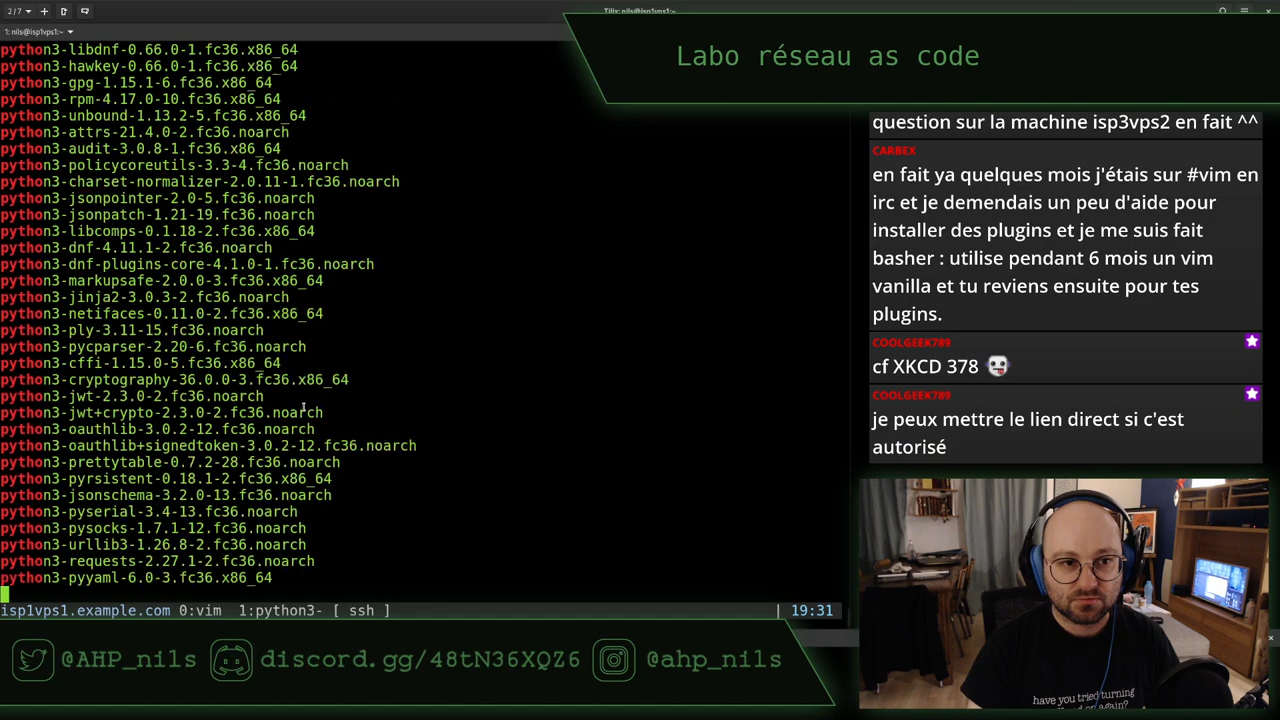 2/7
Tilix: nils@isp1vps1:~
1: nils@isp1vps1:~
Labo réseau as code
python3-libdnf-0.66.0-1.fc36.x86_64
python3-hawkey-0.66.0-1.fc36.x86_64
python3-gpg-1.15.1-6.fc36.x86_64
python3-rpm-4.17.0-10.fc36.x86_64
python3-unbound-1.13.2-5.fc36.x86_64
python3-attrs-21.4.0-2.fc36.noarch
python3-audit-3.0.8-1.fc36.x86_64
python3-policycoreutils-3.3-4.fc36.noarch
python3-charset-normalizer-2.0.11-1.fc36.noarch
python3-jsonpointer-2.0-5.fc36.noarch
python3-jsonpatch-1.21-19.fc36.noarch
python3-libcomps-0.1.18-2.fc36.x86_64
python3-dnf-4.11.1-2.fc36.noarch
python3-dnf-plugins-core-4.1.0-1.fc36.noarch
python3-markupsafe-2.0.0-3.fc36.x86_64
python3-jinja2-3.0.3-2.fc36.noarch
python3-netifaces-0.11.0-2.fc36.x86_64
python3-ply-3.11-15.fc36.noarch
python3-pycparser-2.20-6.fc36.noarch
python3-cffi-1.15.0-5.fc36.x86_64
python3-cryptography-36.0.0-3.fc36.x86_64
python3-jwt-2.3.0-2.fc36.noarch
python3-jwt+crypto-2.3.0-2.fc36.noarch
python3-oauthlib-3.0.2-12.fc36.noarch
python3-oauthlib+signedtoken-3.0.2-12.fc36.noarch
python3-prettytable-0.7.2-28.fc36.noarch
python3-pyrsistent-0.18.1-2.fc36.x86_64
python3-jsonschema-3.2.0-13.fc36.noarch
python3-pyserial-3.4-13.fc36.noarch
python3-pysocks-1.7.1-12.fc36.noarch
python3-urllib3-1.26.8-2.fc36.noarch
python3-requests-2.27.1-2.fc36.noarch
python3-pyyaml-6.0-3.fc36.x86_64
isp1vps1.example.com 0:vim 1:python3- [ ssh ] | 19:31
question sur la machine isp3vps2 en fait ^^
CARBEX
en fait ya quelques mois j'étais sur #vim en
irc et je demendais un peu d'aide pour
installer des plugins et je me suis fait
basher : utilise pendant 6 mois un vim
vanilla et tu reviens ensuite pour tes
plugins.
COOLGEEK789
cf XKCD 378
COOLGEEK789
je peux mettre le lien direct si c'est
autorisé
have you tried turning
again?
@AHP_nils
discord.gg/48tN36XQZ6
@ahp_nils